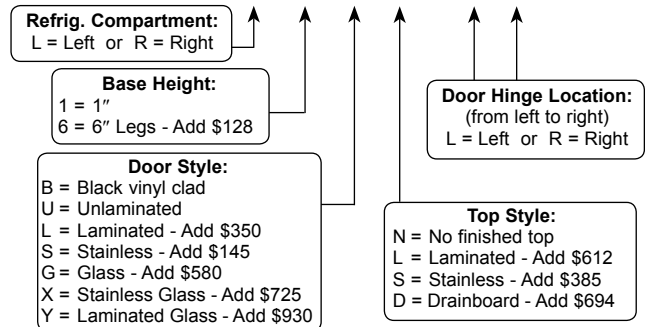 Refrig. Compartment:
L = Left or R = Right
Base Height:
1 = 1″
6 = 6″ Legs - Add $128
Door Style:
B = Black vinyl clad
U = Unlaminated
L = Laminated - Add $350
S = Stainless - Add $145
G = Glass - Add $580
X = Stainless Glass - Add $725
Y = Laminated Glass - Add $930
Door Hinge Location:
(from left to right)
L = Left or R = Right
Top Style:
N = No finished top
L = Laminated - Add $612
S = Stainless - Add $385
D = Drainboard - Add $694